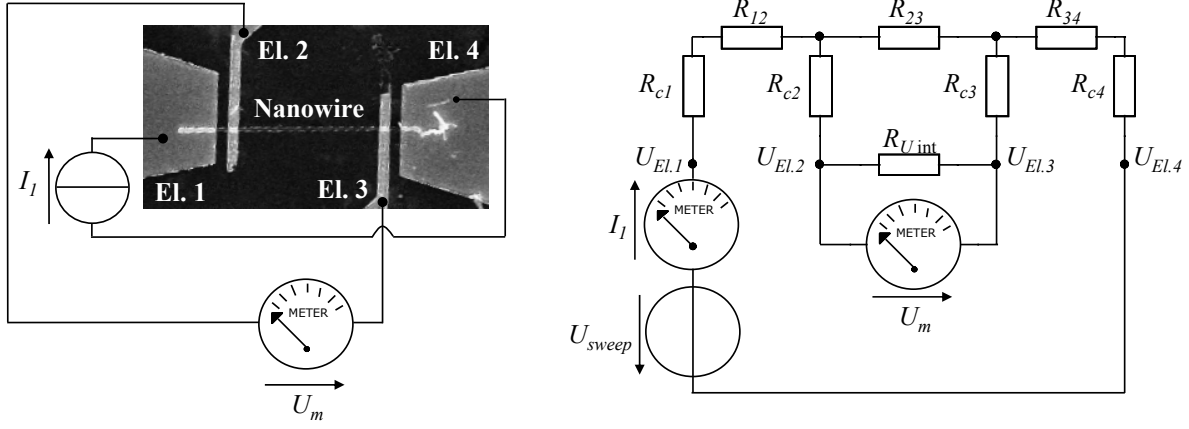 El. 2
El. 4
Nanowire
I1
El. 1
El. 3
METER
Um
R12
R23
R34
Rc1
Rc2
Rc3
Rc4
RU int
UEl.1
UEl.2
UEl.3
UEl.4
METER
I1
METER
Usweep
Um